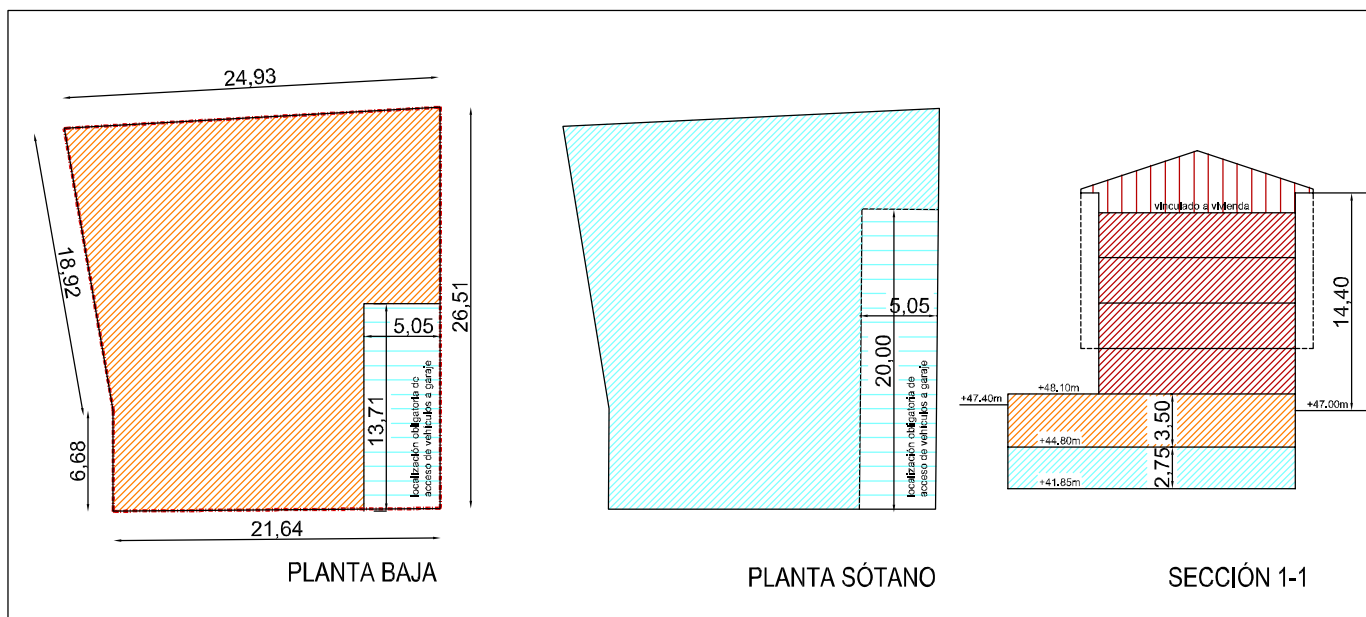 24,93
18,92
6,68
26,51
5,05
13,71
localización obligatoria de
acceso de vehículos a garaje
21,64
PLANTA BAJA
5,05
20,00
localización obligatoria de
acceso de vehículos a garaje
PLANTA SÓTANO
vinculado a vivienda
14,40
+48.10m
+47.40m
+47.00m
3,50
+44.80m
2,75
+41.85m
SECCIÓN 1-1